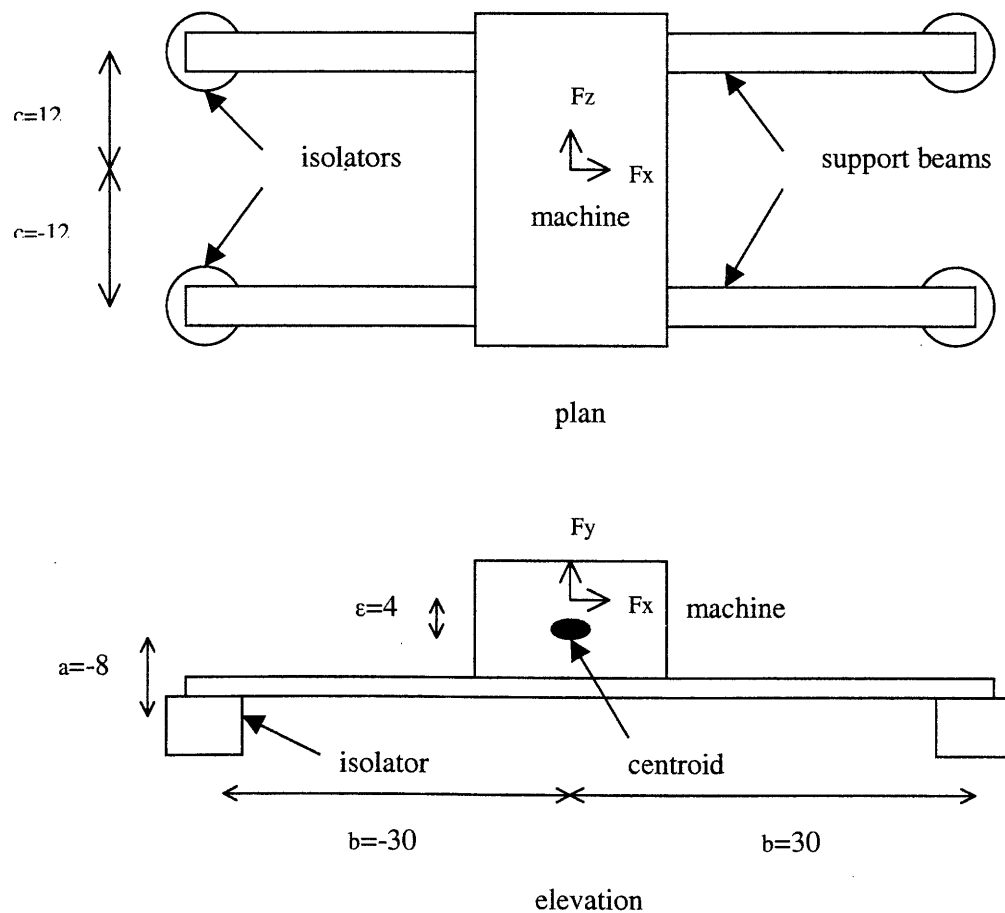 Fz
c=12
isolators
support beams
Fx
machine
c=-12
plan
Fy
ε=4
Fx
machine
a=-8
isolator
centroid
b=-30
b=30
elevation